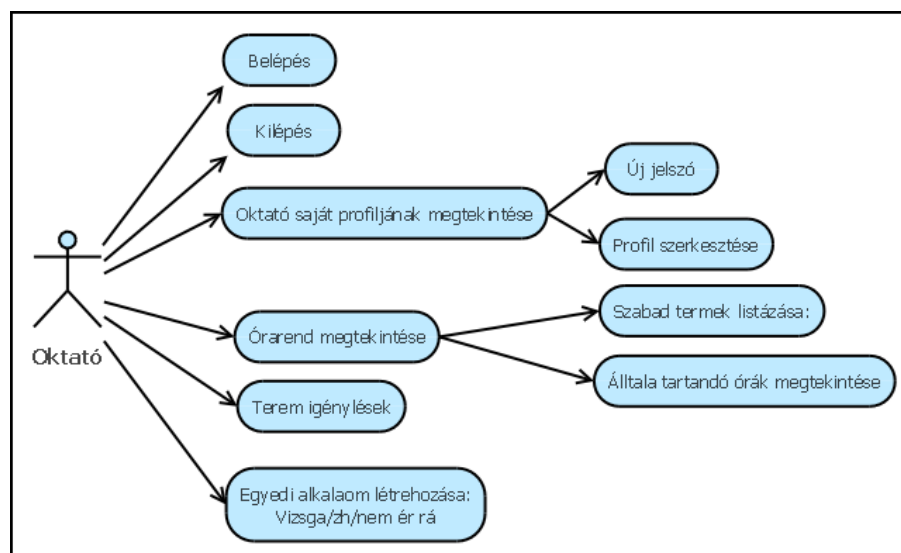 Belépés
Kilépés
Oktató saját profiljának megtekintése
Új jelszó
Profil szerkesztése
Oktató
Órarend megtekintése
Szabad termek listázása:
Álltala tartandó órák megtekintése
Terem igénylések
Egyedi alkalaom létrehozása:
Vizsga/zh/nem ér rá